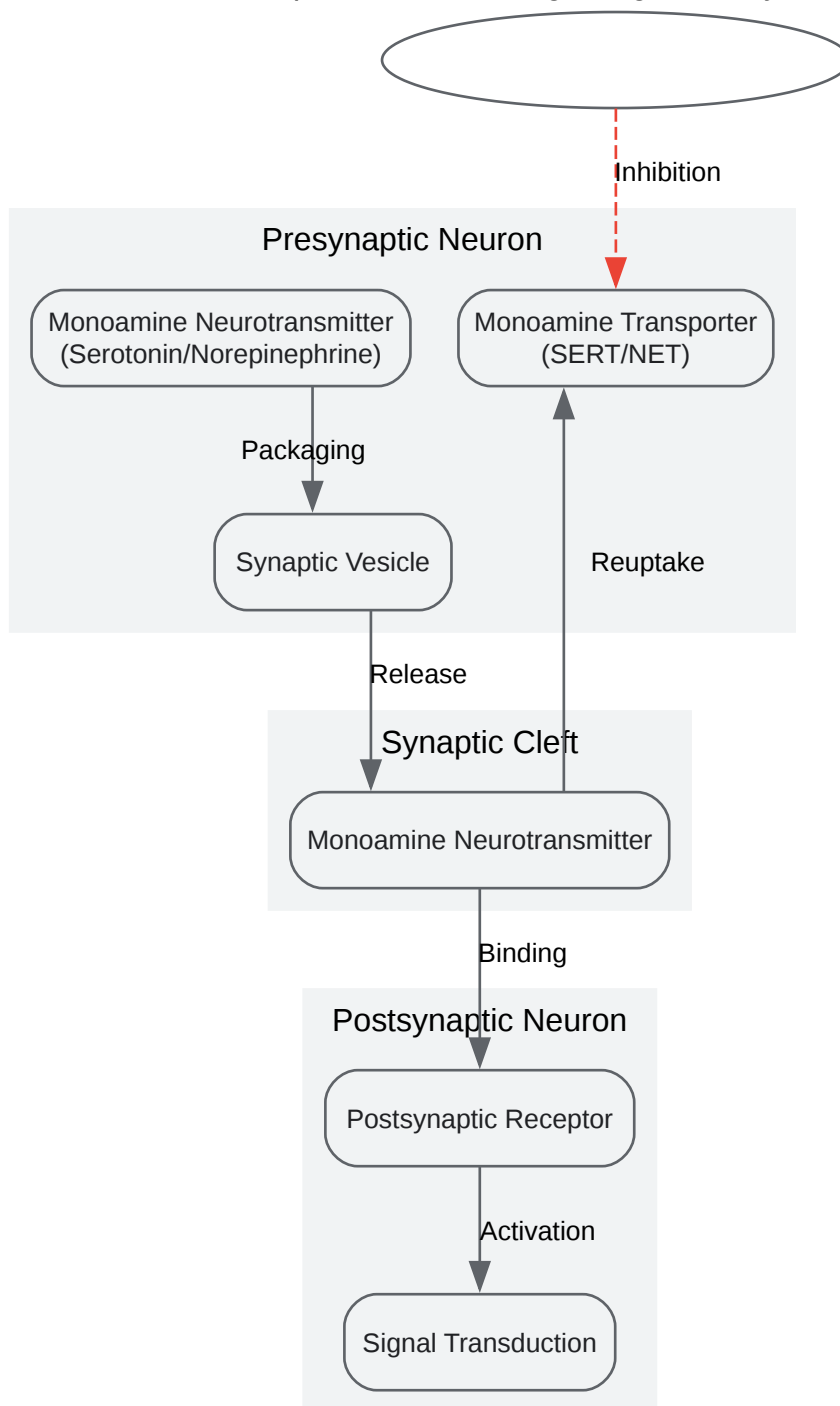 Inhibition
Presynaptic Neuron
Monoamine Neurotransmitter
(Serotonin/Norepinephrine)
Monoamine Transporter
(SERT/NET)
Packaging
Synaptic Vesicle
Reuptake
Release
Synaptic Cleft
Monoamine Neurotransmitter
Binding
Postsynaptic Neuron
Postsynaptic Receptor
Activation
Signal Transduction